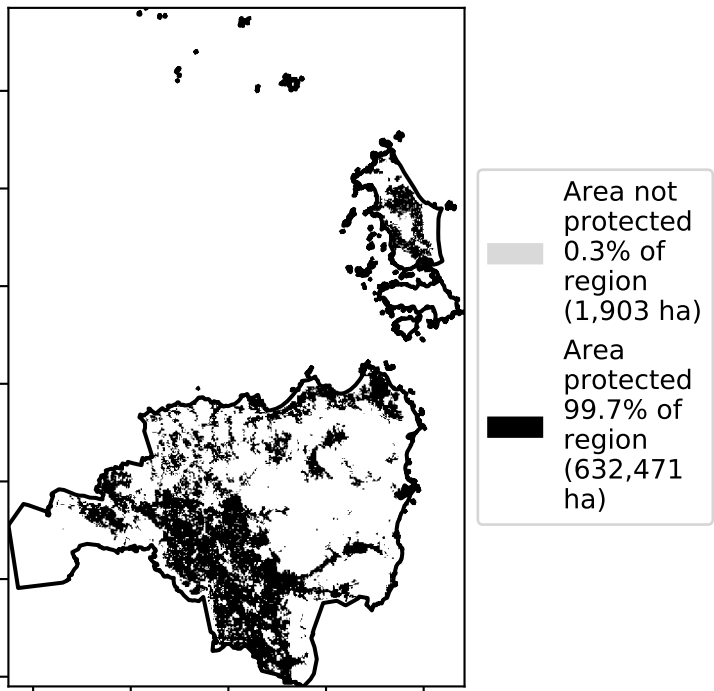 Area not
protected
0.3% of
region
(1,903 ha)
Area
protected
99.7% of
region
(632,471
ha)